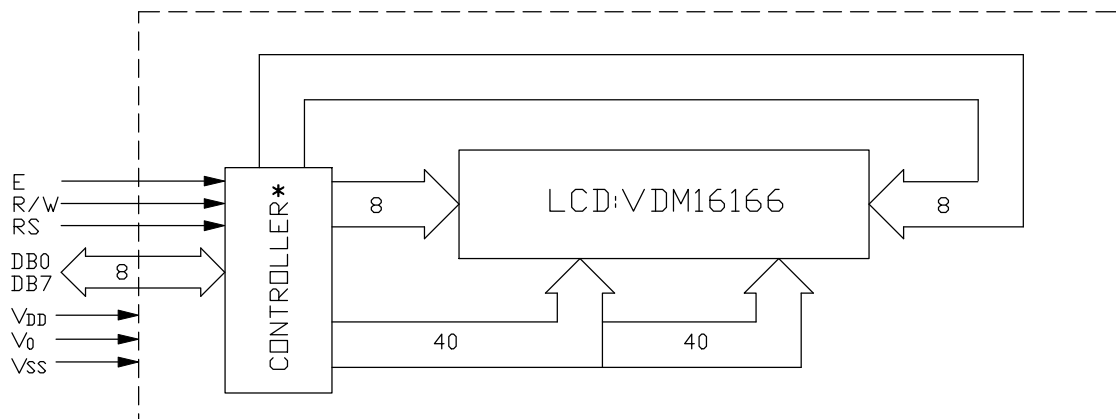 E
R/W
RS
DB0
DB7
8
VDD
V0
VSS
CONTROLLER*
8
LCD:VDM16166
8
40
40